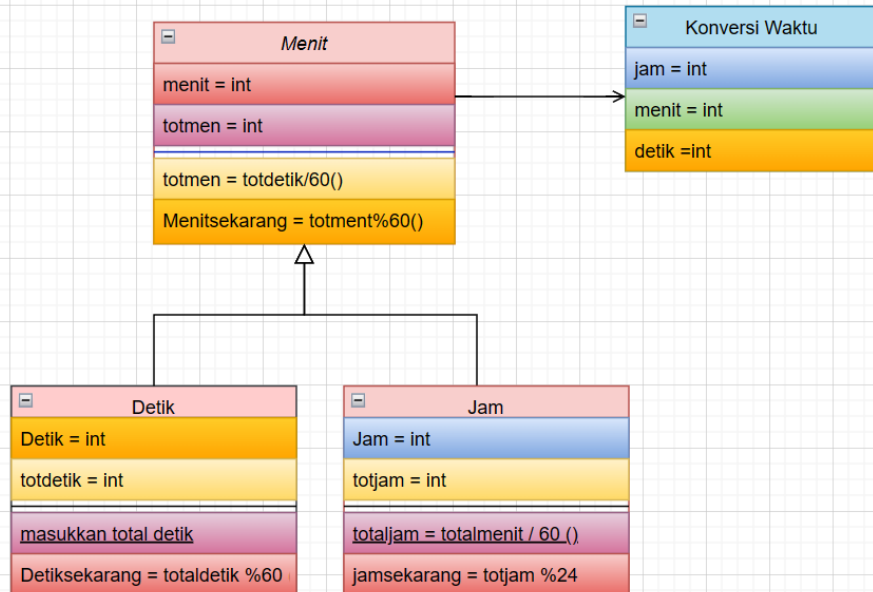 Menit
menit = int
totmen = int
totmen = totdetik/60()
Menitsekarang = totment%60()
Konversi Waktu
jam = int
menit = int
detik =int
Detik
Detik = int
totdetik = int
masukkan total detik
Detiksekarang = totaldetik %60
Jam
Jam = int
totjam = int
totaljam = totalmenit / 60 ()
jamsekarang = totjam %24